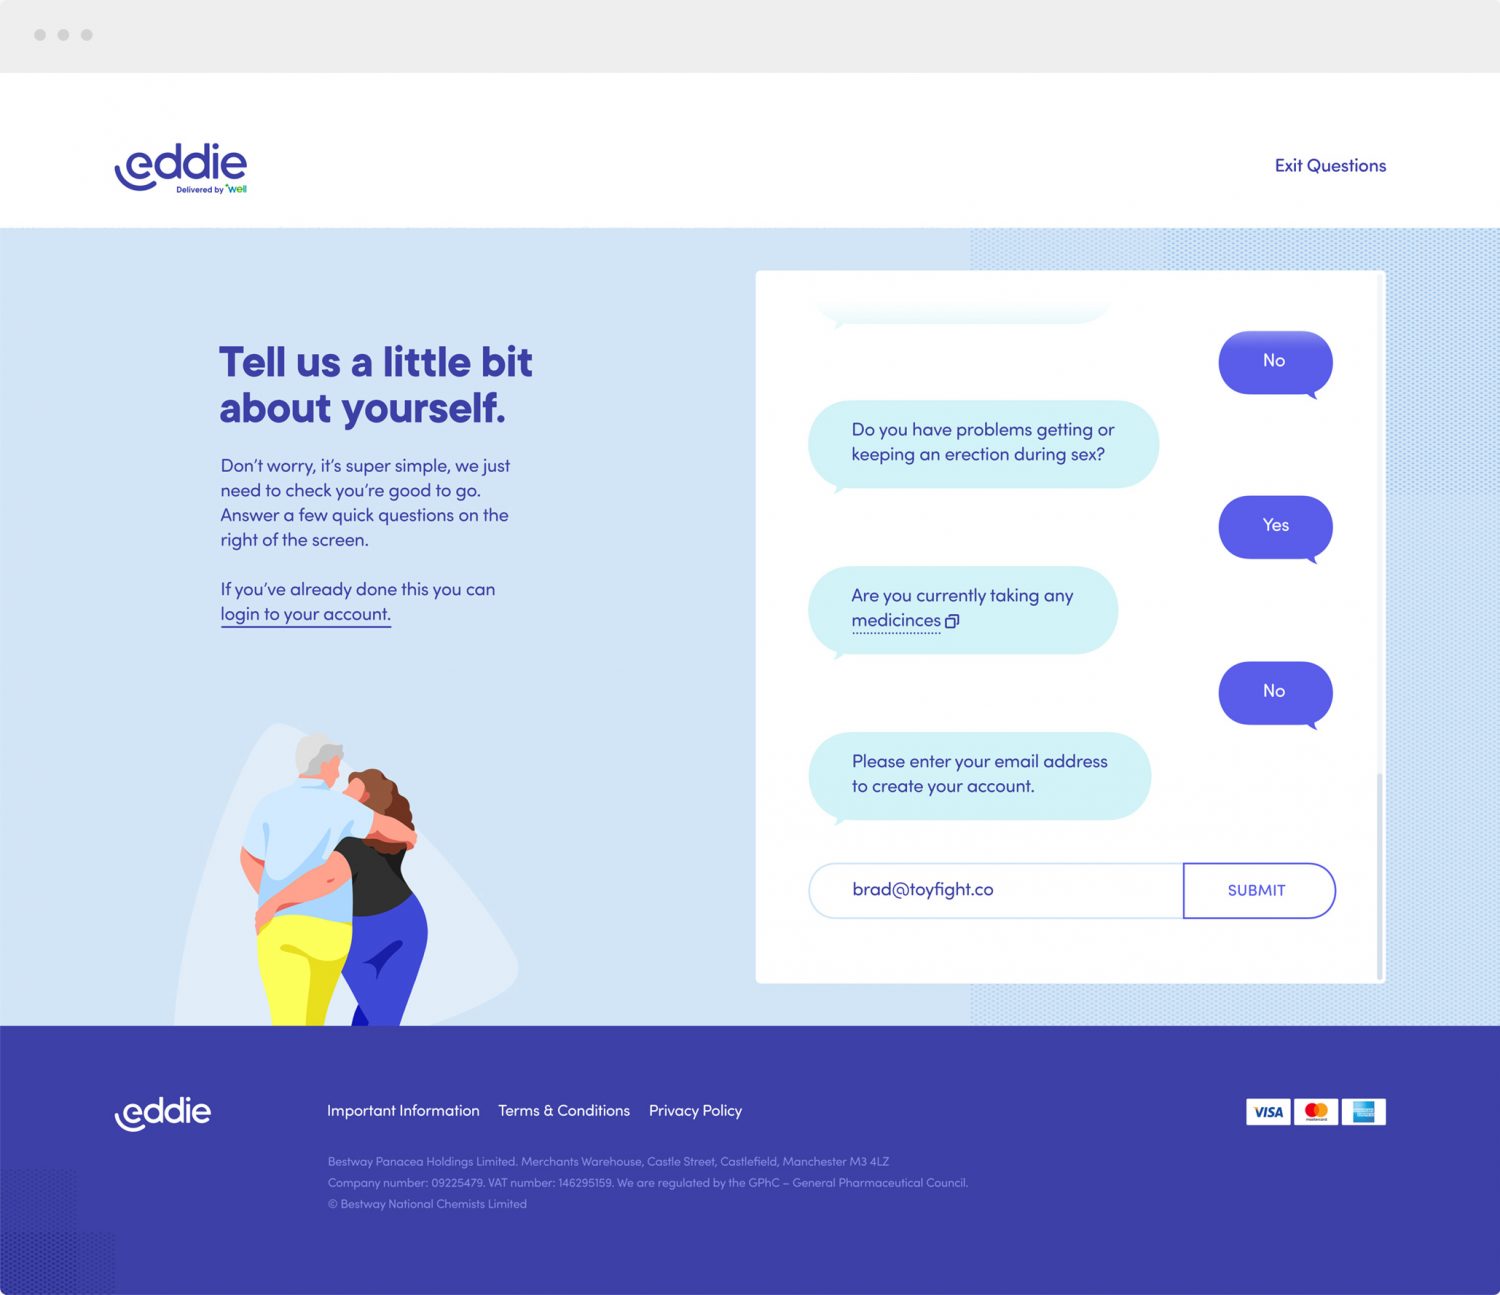 eddie
Delivered by well
Exit Questions
Tell us a little bit
about yourself.
Don't worry, it's super simple, we just
need to check you're good to go.
Answer a few quick questions on the
right of the screen.
If you've already done this you can
login to your account.
No
Do you have problems getting or
keeping an erection during sex?
Yes
Are you currently taking any
medicinces
No
Please enter your email address
to create your account.
brad@toyfight.co
SUBMIT
eddie
Important Information
Terms & Conditions
Privacy Policy
VISA
mastercard
Bestway Panacea Holdings Limited. Merchants Warehouse, Castle Street, Castlefield, Manchester M3 4LZ
Company number: 09225479. VAT number: 146295159. We are regulated by the GPhC – General Pharmaceutical Council.
© Bestway National Chemists Limited